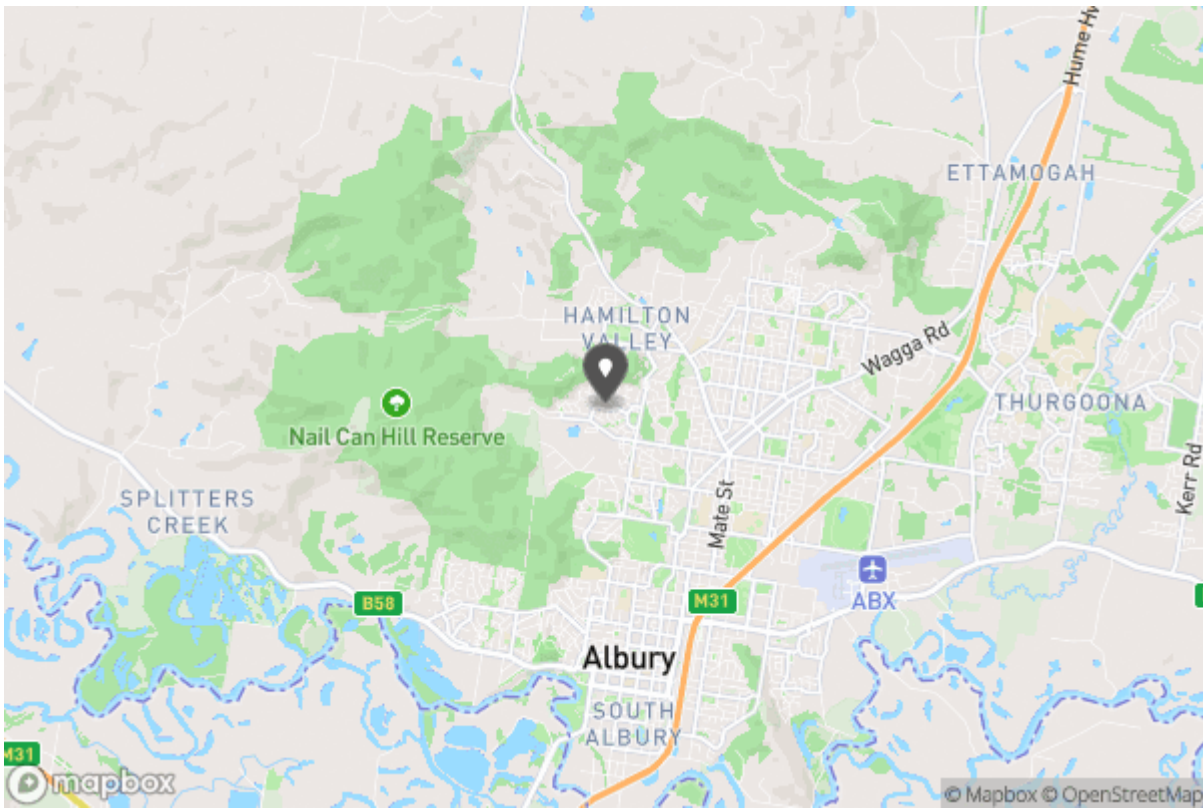 Hume Hw
ETTAMOGAH
HAMILTON
VALLEY
Wagga Rd
THURGOONA
Nail Can Hill Reserve
Kerr Rd
SPLITTERS
CREEK
Mate St
ABX
B58
M31
Albury
SOUTH
ALBURY
M31
mapbox
© Mapbox © OpenStreetMap